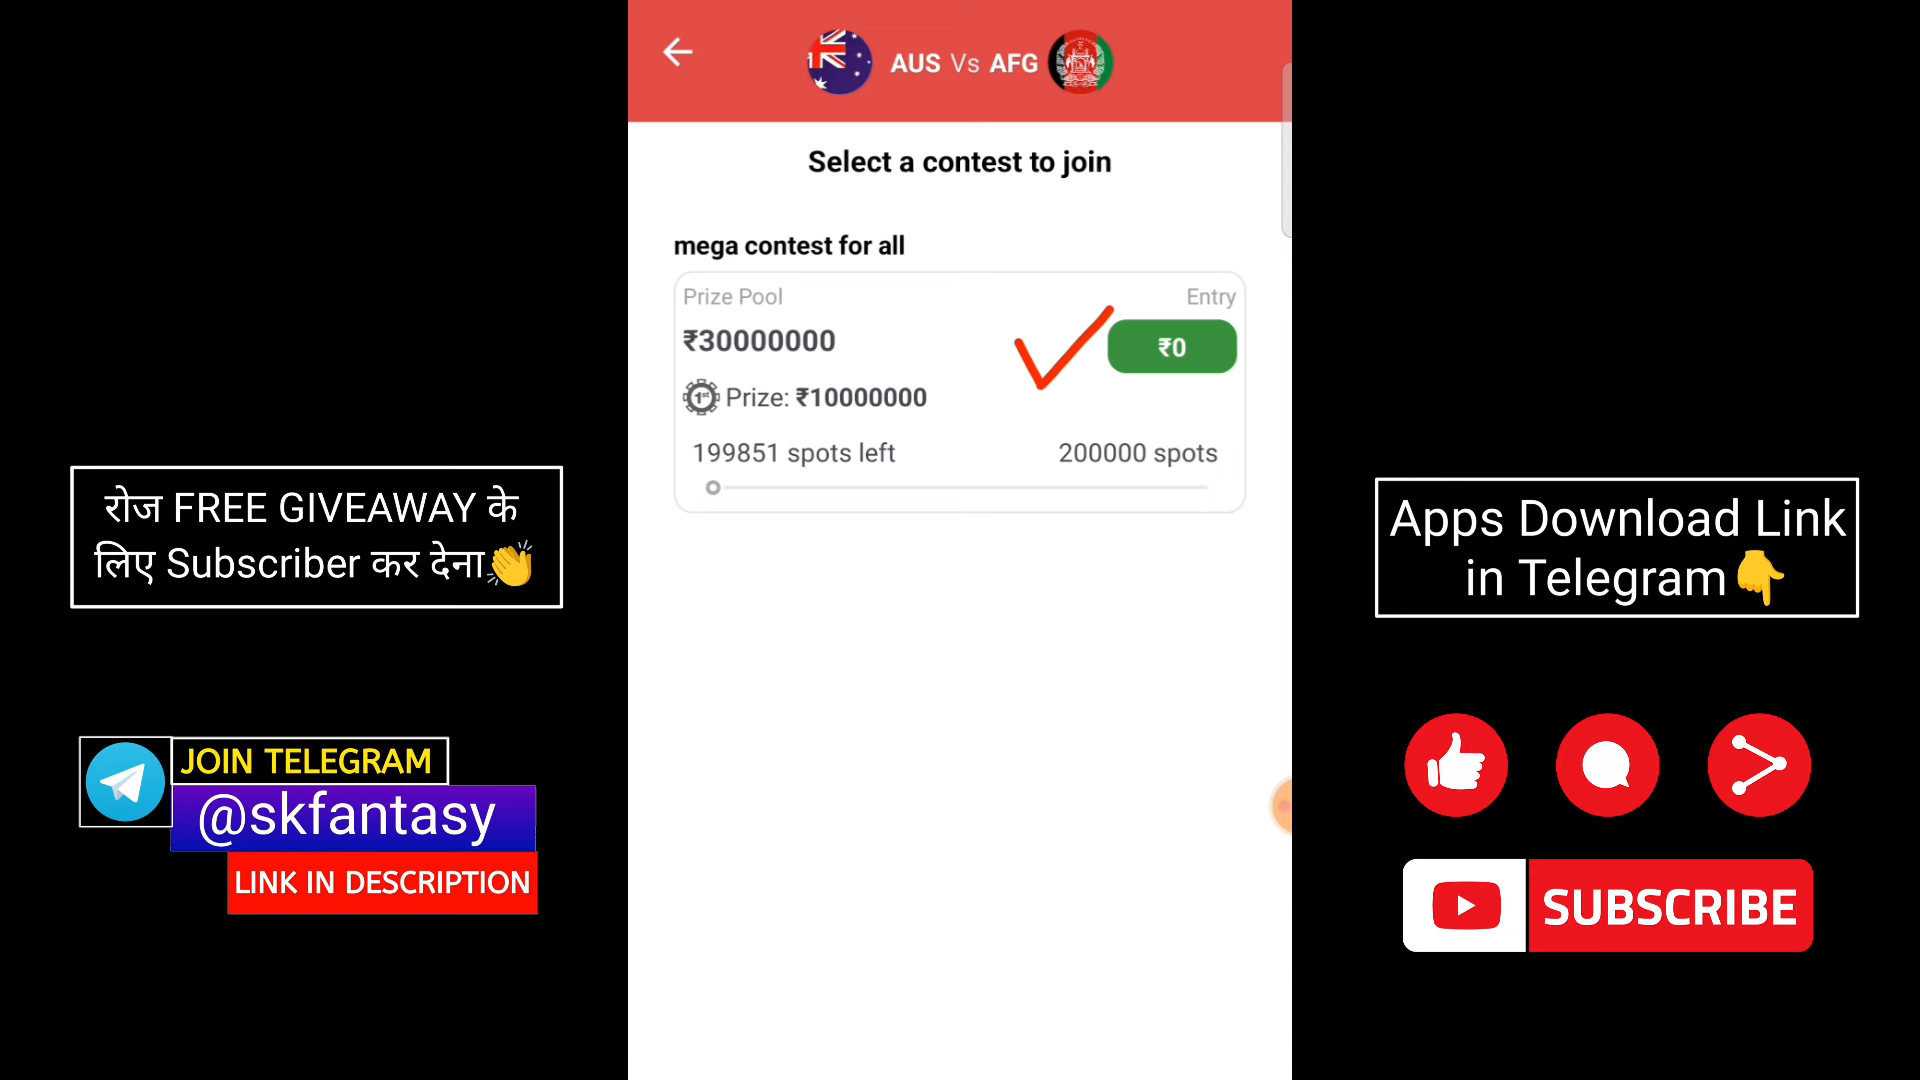 AUS Vs AFG
Select a contest to join
mega contest for all
Prize Pool
Entry
₹30000000
₹0
1st Prize: ₹10000000
199851 spots left
200000 spots
रोज FREE GIVEAWAY के
लिए Subscriber कर देना👏
JOIN TELEGRAM
@skfantasy
LINK IN DESCRIPTION
Apps Download Link
in Telegram👇
SUBSCRIBE